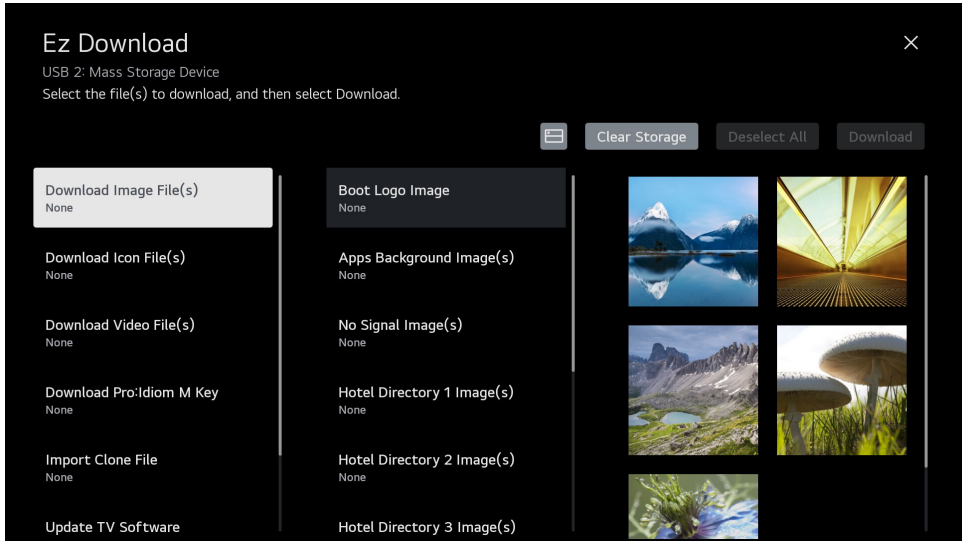 Ez Download
USB 2: Mass Storage Device
Select the file(s) to download, and then select Download.
Clear Storage
Deselect All
Download
Download Image File(s)
None
Download Icon File(s)
None
Download Video File(s)
None
Download Pro:Idiom M Key
None
Import Clone File
None
Update TV Software
Boot Logo Image
None
Apps Background Image(s)
None
No Signal Image(s)
None
Hotel Directory 1 Image(s)
None
Hotel Directory 2 Image(s)
None
Hotel Directory 3 Image(s)